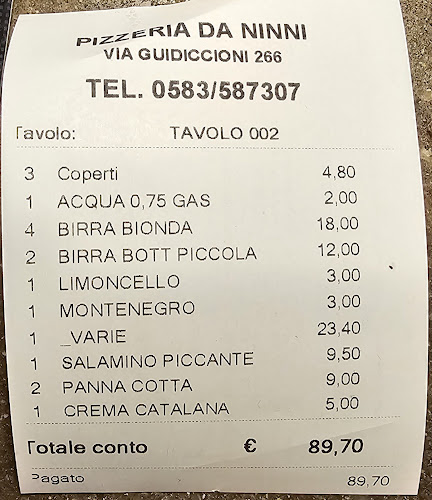 PIZZERIA DA NINNI
VIA GUIDICCIONI 266
TEL. 0583/587307
Tavolo: TAVOLO 002
3 Coperti 4,80
1 ACQUA 0,75 GAS 2,00
4 BIRRA BIONDA 18,00
2 BIRRA BOTT PICCOLA 12,00
1 LIMONCELLO 3,00
1 MONTENEGRO 3,00
1 _VARIE 23,40
1 SALAMINO PICCANTE 9,50
2 PANNA COTTA 9,00
1 CREMA CATALANA 5,00
Totale conto € 89,70
Pagato 89,70